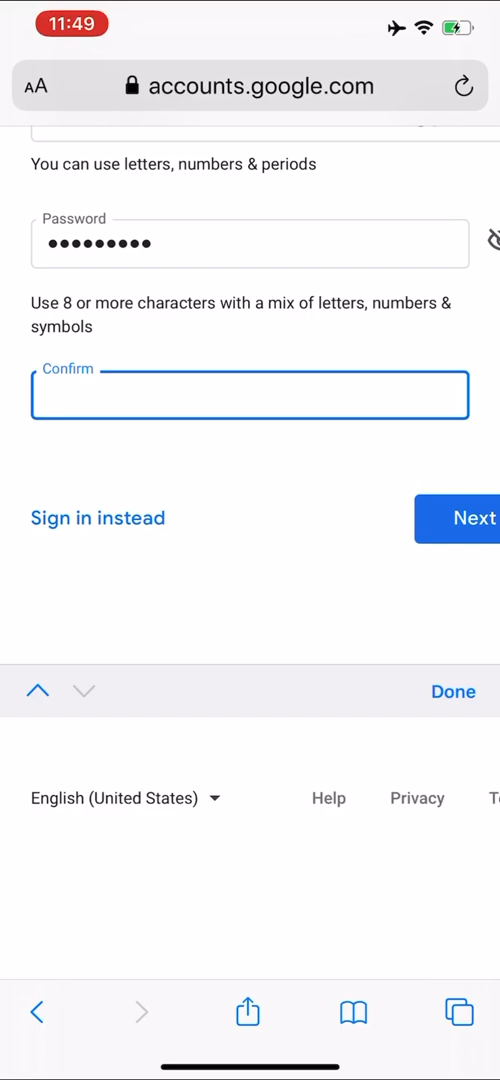 11:49
AA accounts.google.com
You can use letters, numbers & periods
Password
•••••••••
Use 8 or more characters with a mix of letters, numbers &
symbols
Confirm
Sign in instead
Next
Done
English (United States)
Help
Privacy